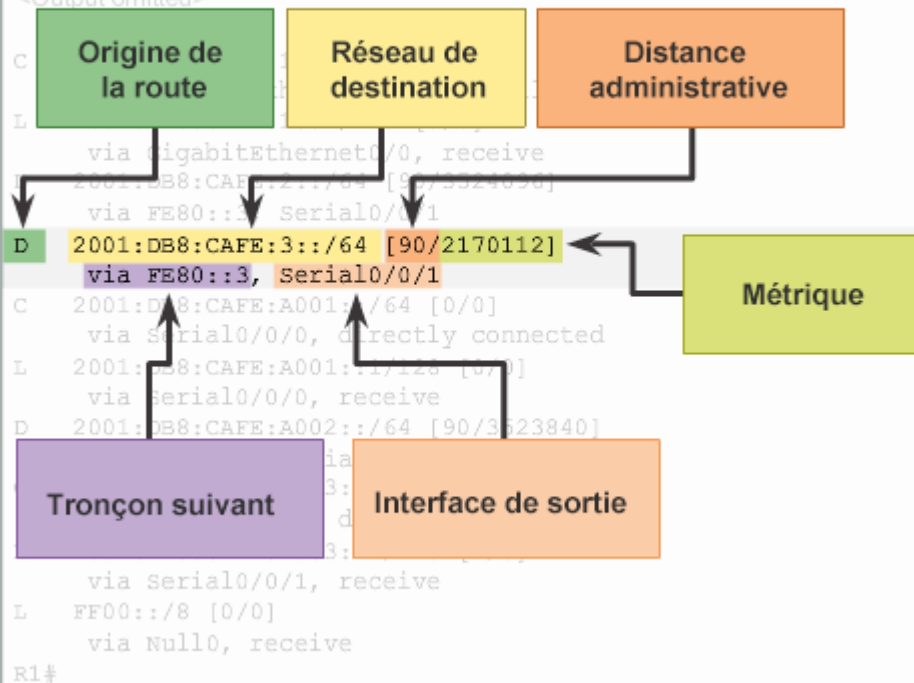 <Output omitted>
Origine de
la route
Réseau de
destination
Distance
administrative
C
L
via GigabitEthernet0/0, receive
2001:DB8:CAFE:2::/64 [90/3524096]
via FE80::3, Serial0/0/1
D 2001:DB8:CAFE:3::/64 [90/2170112]
via FE80::3, Serial0/0/1
Métrique
C 2001:DB8:CAFE:A001::/64 [0/0]
via Serial0/0/0, directly connected
L 2001:DB8:CAFE:A001::1/128 [0/0]
via Serial0/0/0, receive
D 2001:DB8:CAFE:A002::/64 [90/3523840]
Tronçon suivant
Interface de sortie
via Serial0/0/1, receive
L FF00::/8 [0/0]
via Null0, receive
R1#